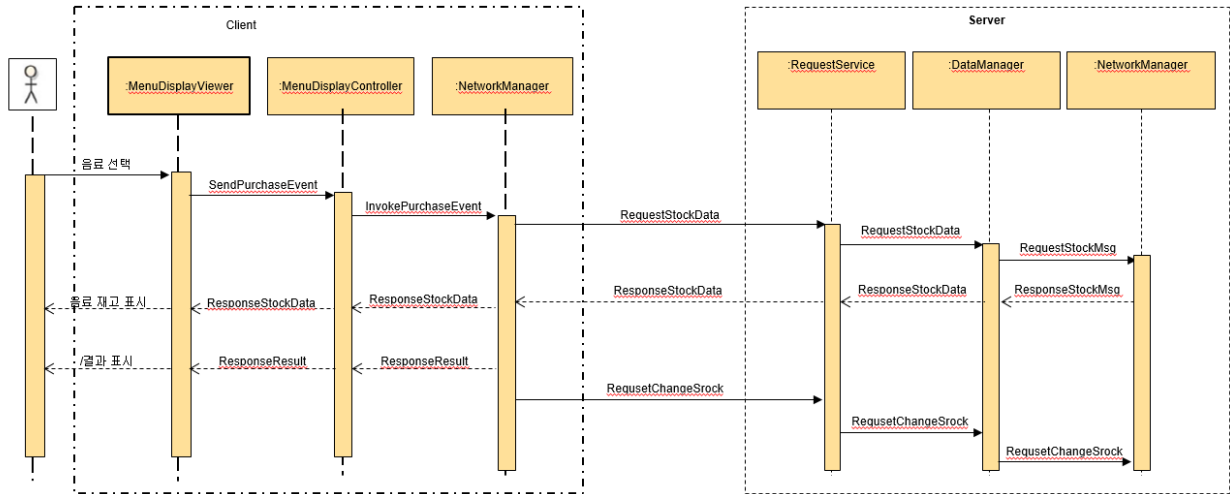 Client
Server
:MenuDisplayViewer
:MenuDisplayController
:NetworkManager
:RequestService
:DataManager
:NetworkManager
음료 선택
SendPurchaseEvent
InvokePurchaseEvent
RequestStockData
RequestStockData
RequestStockMsg
음료 재고 표시
ResponseStockData
ResponseStockData
ResponseStockData
ResponseStockData
ResponseStockMsg
/결과 표시
ResponseResult
ResponseResult
RequsetChangeSrock
RequsetChangeSrock
RequsetChangeSrock